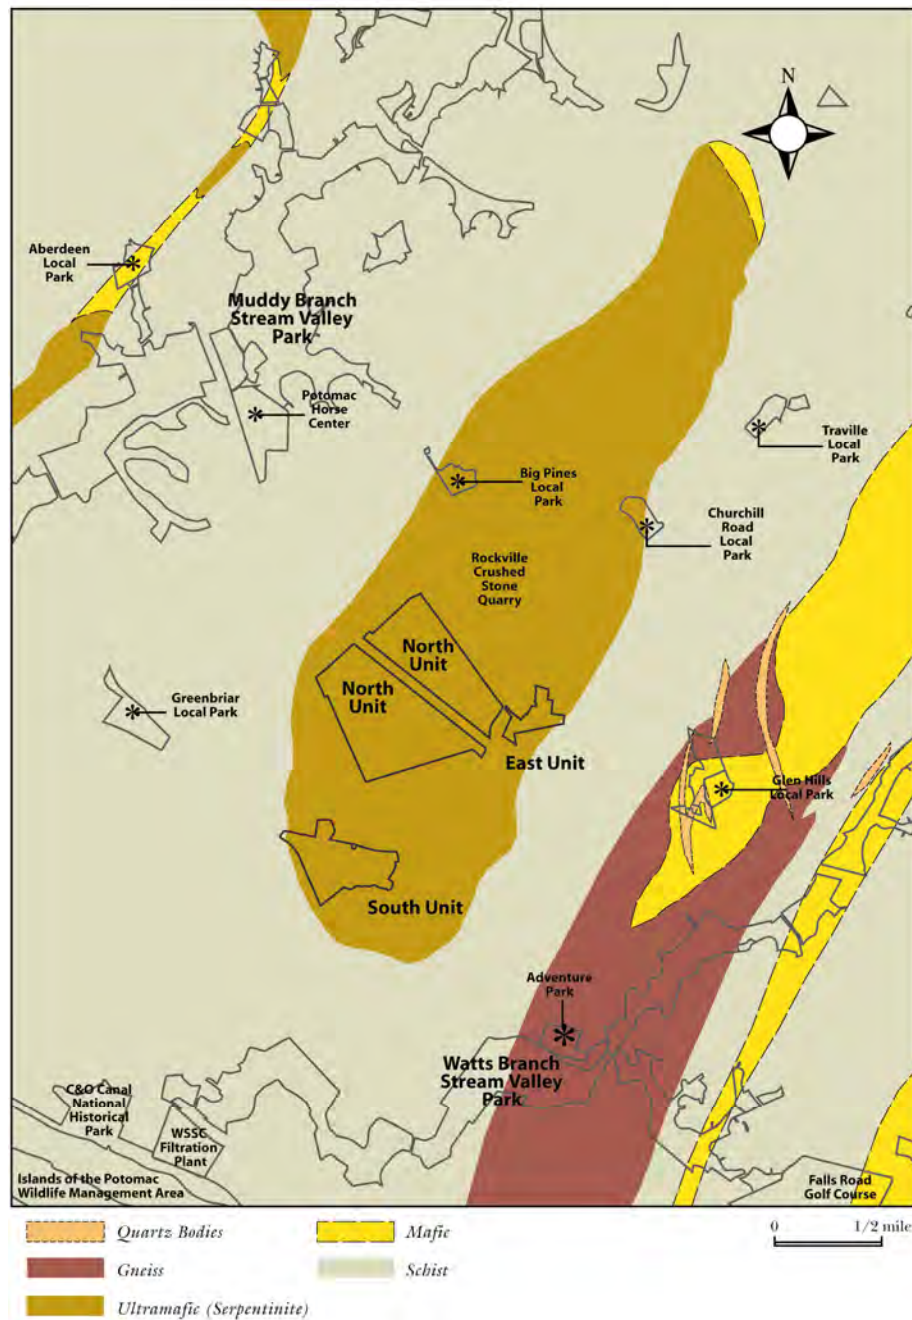 N
Aberdeen
Local
Park
Muddy Branch
Stream Valley
Park
Potomac
Horse
Center
Traville
Local
Park
Big Pines
Local
Park
Churchill
Road
Local
Park
Rockville
Crushed
Stone
Quarry
North
Unit
North
Unit
Greenbriar
Local Park
East Unit
Glen Hills
Local Park
South Unit
Adventure
Park
Watts Branch
Stream Valley
Park
C&O Canal
National
Historical
Park
WSSC
Filtration
Plant
Islands of the Potomac
Wildlife Management Area
Falls Road
Golf Course
Quartz Bodies
Mafic
0 1/2 mile
Gneiss
Schist
Ultramafic (Serpentinite)